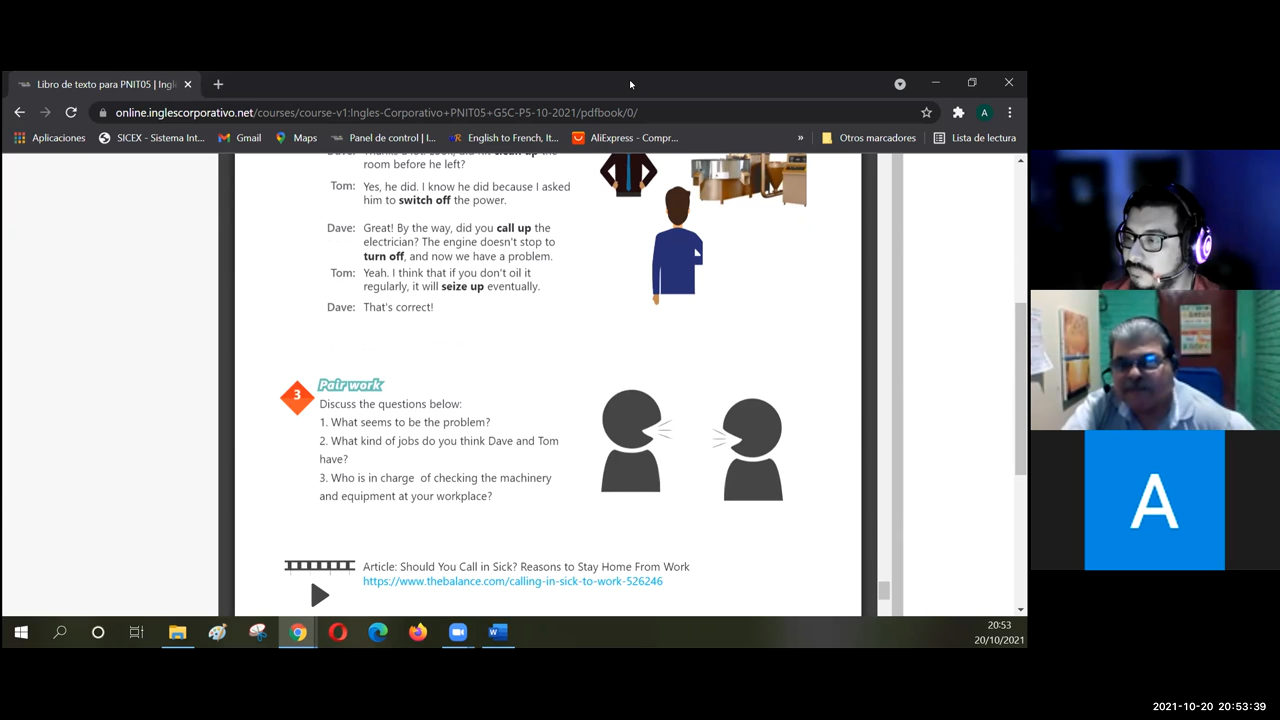 Libro de texto para PNIT05 | Ingl
online.inglescorporativo.net/courses/course-v1:Ingles-Corporativo+PNIT05+G5C-P5-10-2021/pdfbook/0/
A
Aplicaciones
SICEX - Sistema Int...
Gmail
Maps
Panel de control | I...
English to French, It...
AliExpress - Compr...
»
Otros marcadores
Lista de lectura
room before he left?
Tom: Yes, he did. I know he did because I asked
him to switch off the power.
Dave: Great! By the way, did you call up the
electrician? The engine doesn't stop to
turn off, and now we have a problem.
Tom: Yeah. I think that if you don't oil it
regularly, it will seize up eventually.
Dave: That's correct!
3
Pair work
Discuss the questions below:
1. What seems to be the problem?
2. What kind of jobs do you think Dave and Tom
have?
3. Who is in charge of checking the machinery
and equipment at your workplace?
Article: Should You Call in Sick? Reasons to Stay Home From Work
https://www.thebalance.com/calling-in-sick-to-work-526246
20:53
20/10/2021
A
2021-10-20 20:53:39